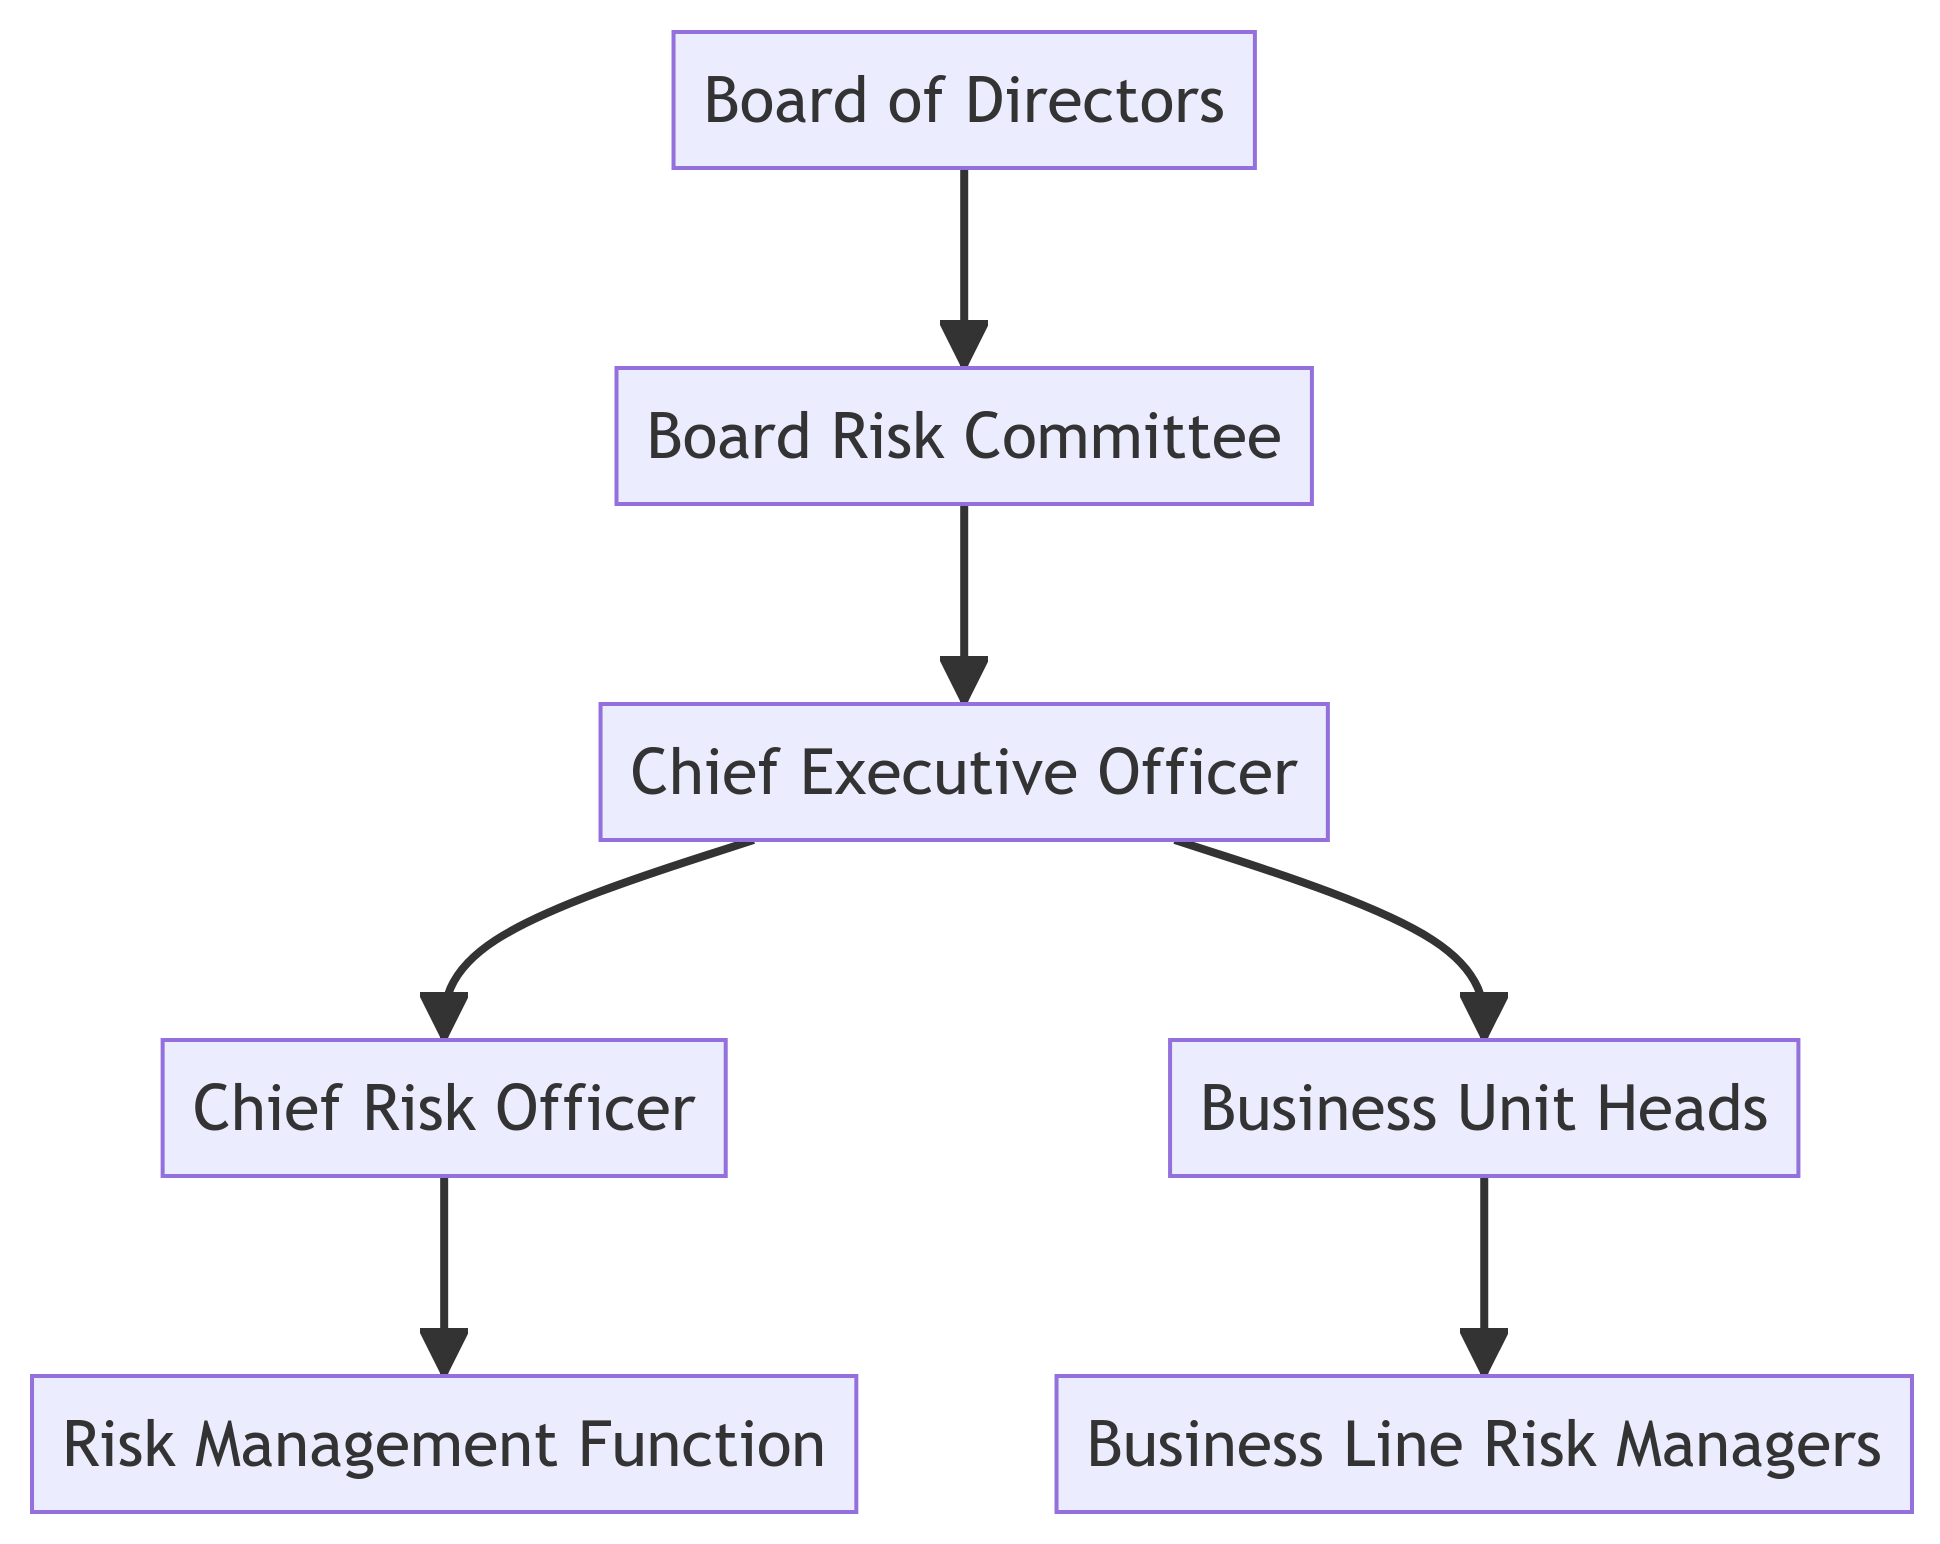 Board of Directors
Board Risk Committee
Chief Executive Officer
Chief Risk Officer
Business Unit Heads
Risk Management Function
Business Line Risk Managers